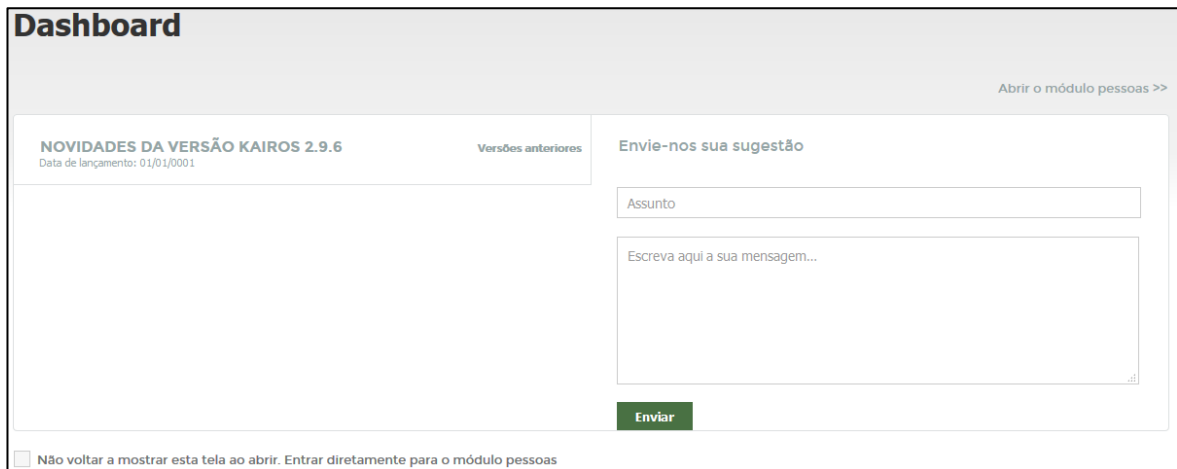 Dashboard
Abrir o módulo pessoas >>
NOVIDADES DA VERSÃO KAIROS 2.9.6
Versões anteriores
Data de lançamento: 01/01/0001
Envie-nos sua sugestão
Assunto
Escreva aqui a sua mensagem...
Enviar
Não voltar a mostrar esta tela ao abrir. Entrar diretamente para o módulo pessoas